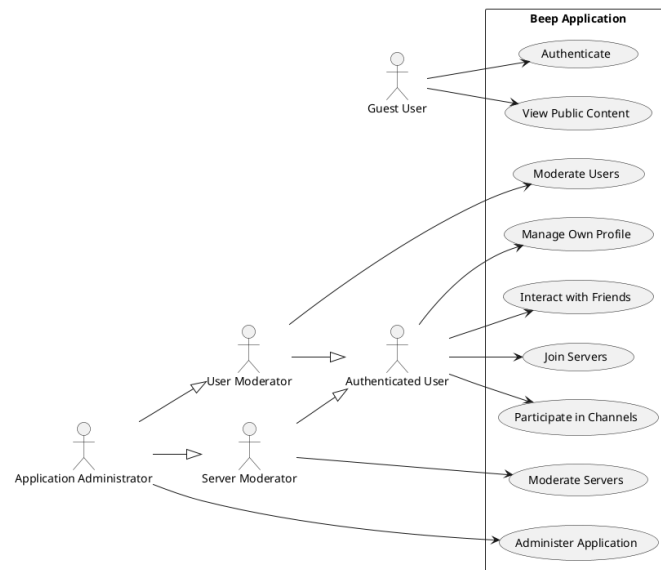 Beep Application
Authenticate
Guest User
View Public Content
Moderate Users
Manage Own Profile
Interact with Friends
User Moderator
Authenticated User
Join Servers
Participate in Channels
Application Administrator
Server Moderator
Moderate Servers
Administer Application